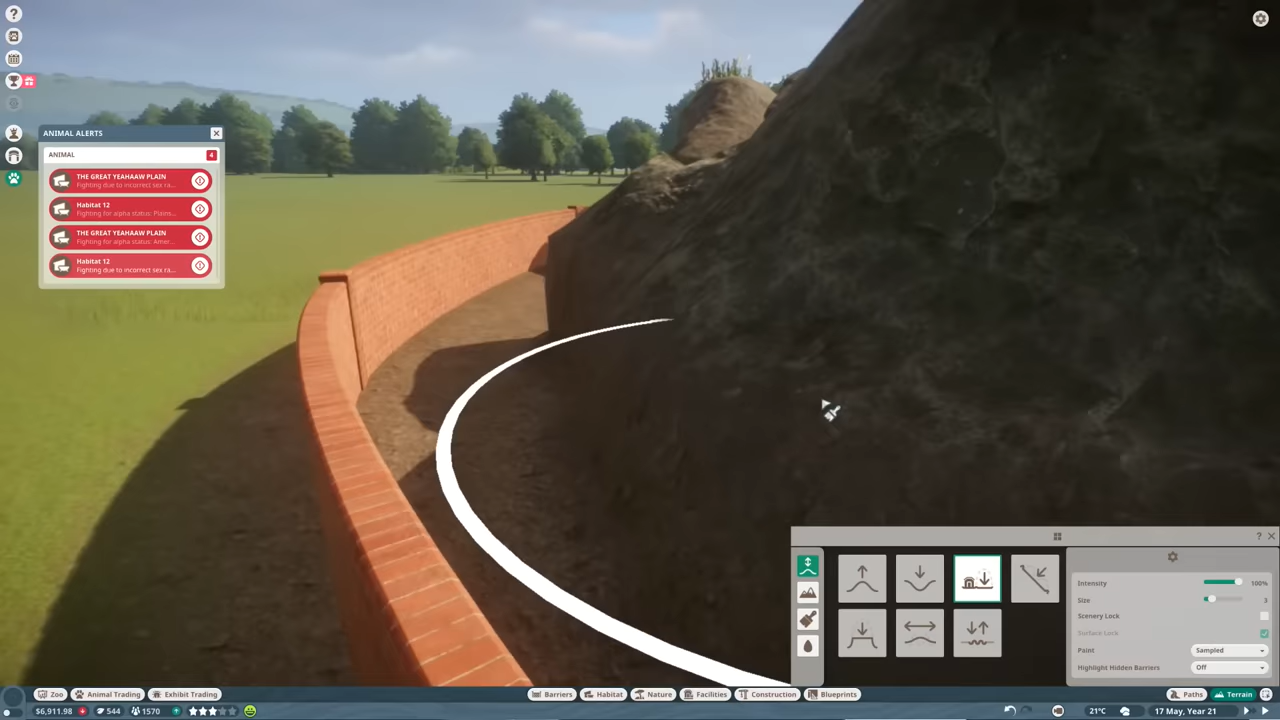 ANIMAL ALERTS
ANIMAL
4
THE GREAT YEAHAAW PLAIN
Fighting due to incorrect sex ra...
Habitat 12
Fighting for alpha status: Plains...
THE GREAT YEAHAAW PLAIN
Fighting for alpha status: Amer...
Habitat 12
Fighting due to incorrect sex ra...
Intensity 100%
Size 3
Scenery Lock
Surface Lock
Paint Sampled
Highlight Hidden Barriers Off
Zoo Animal Trading Exhibit Trading Barriers Habitat Nature Facilities Construction Blueprints Paths Terrain
$6,911.98 544 1570 21°C 17 May, Year 21